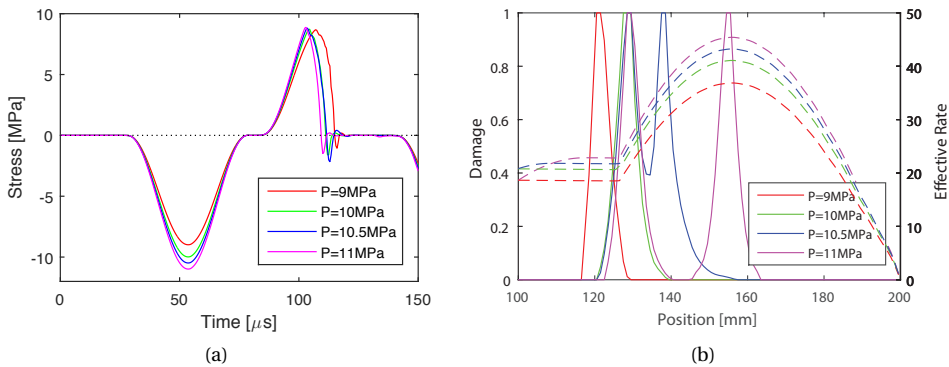 10
5
0
-5
-10
0
50
100
150
Stress [MPa]
Time [μs]
P=9MPa
P=10MPa
P=10.5MPa
P=11MPa
(a)
1
0.8
0.6
0.4
0.2
0
100
120
140
160
180
200
50
40
30
20
10
0
Damage
Effective Rate
Position [mm]
P=9MPa
P=10MPa
P=10.5MPa
P=11MPa
(b)